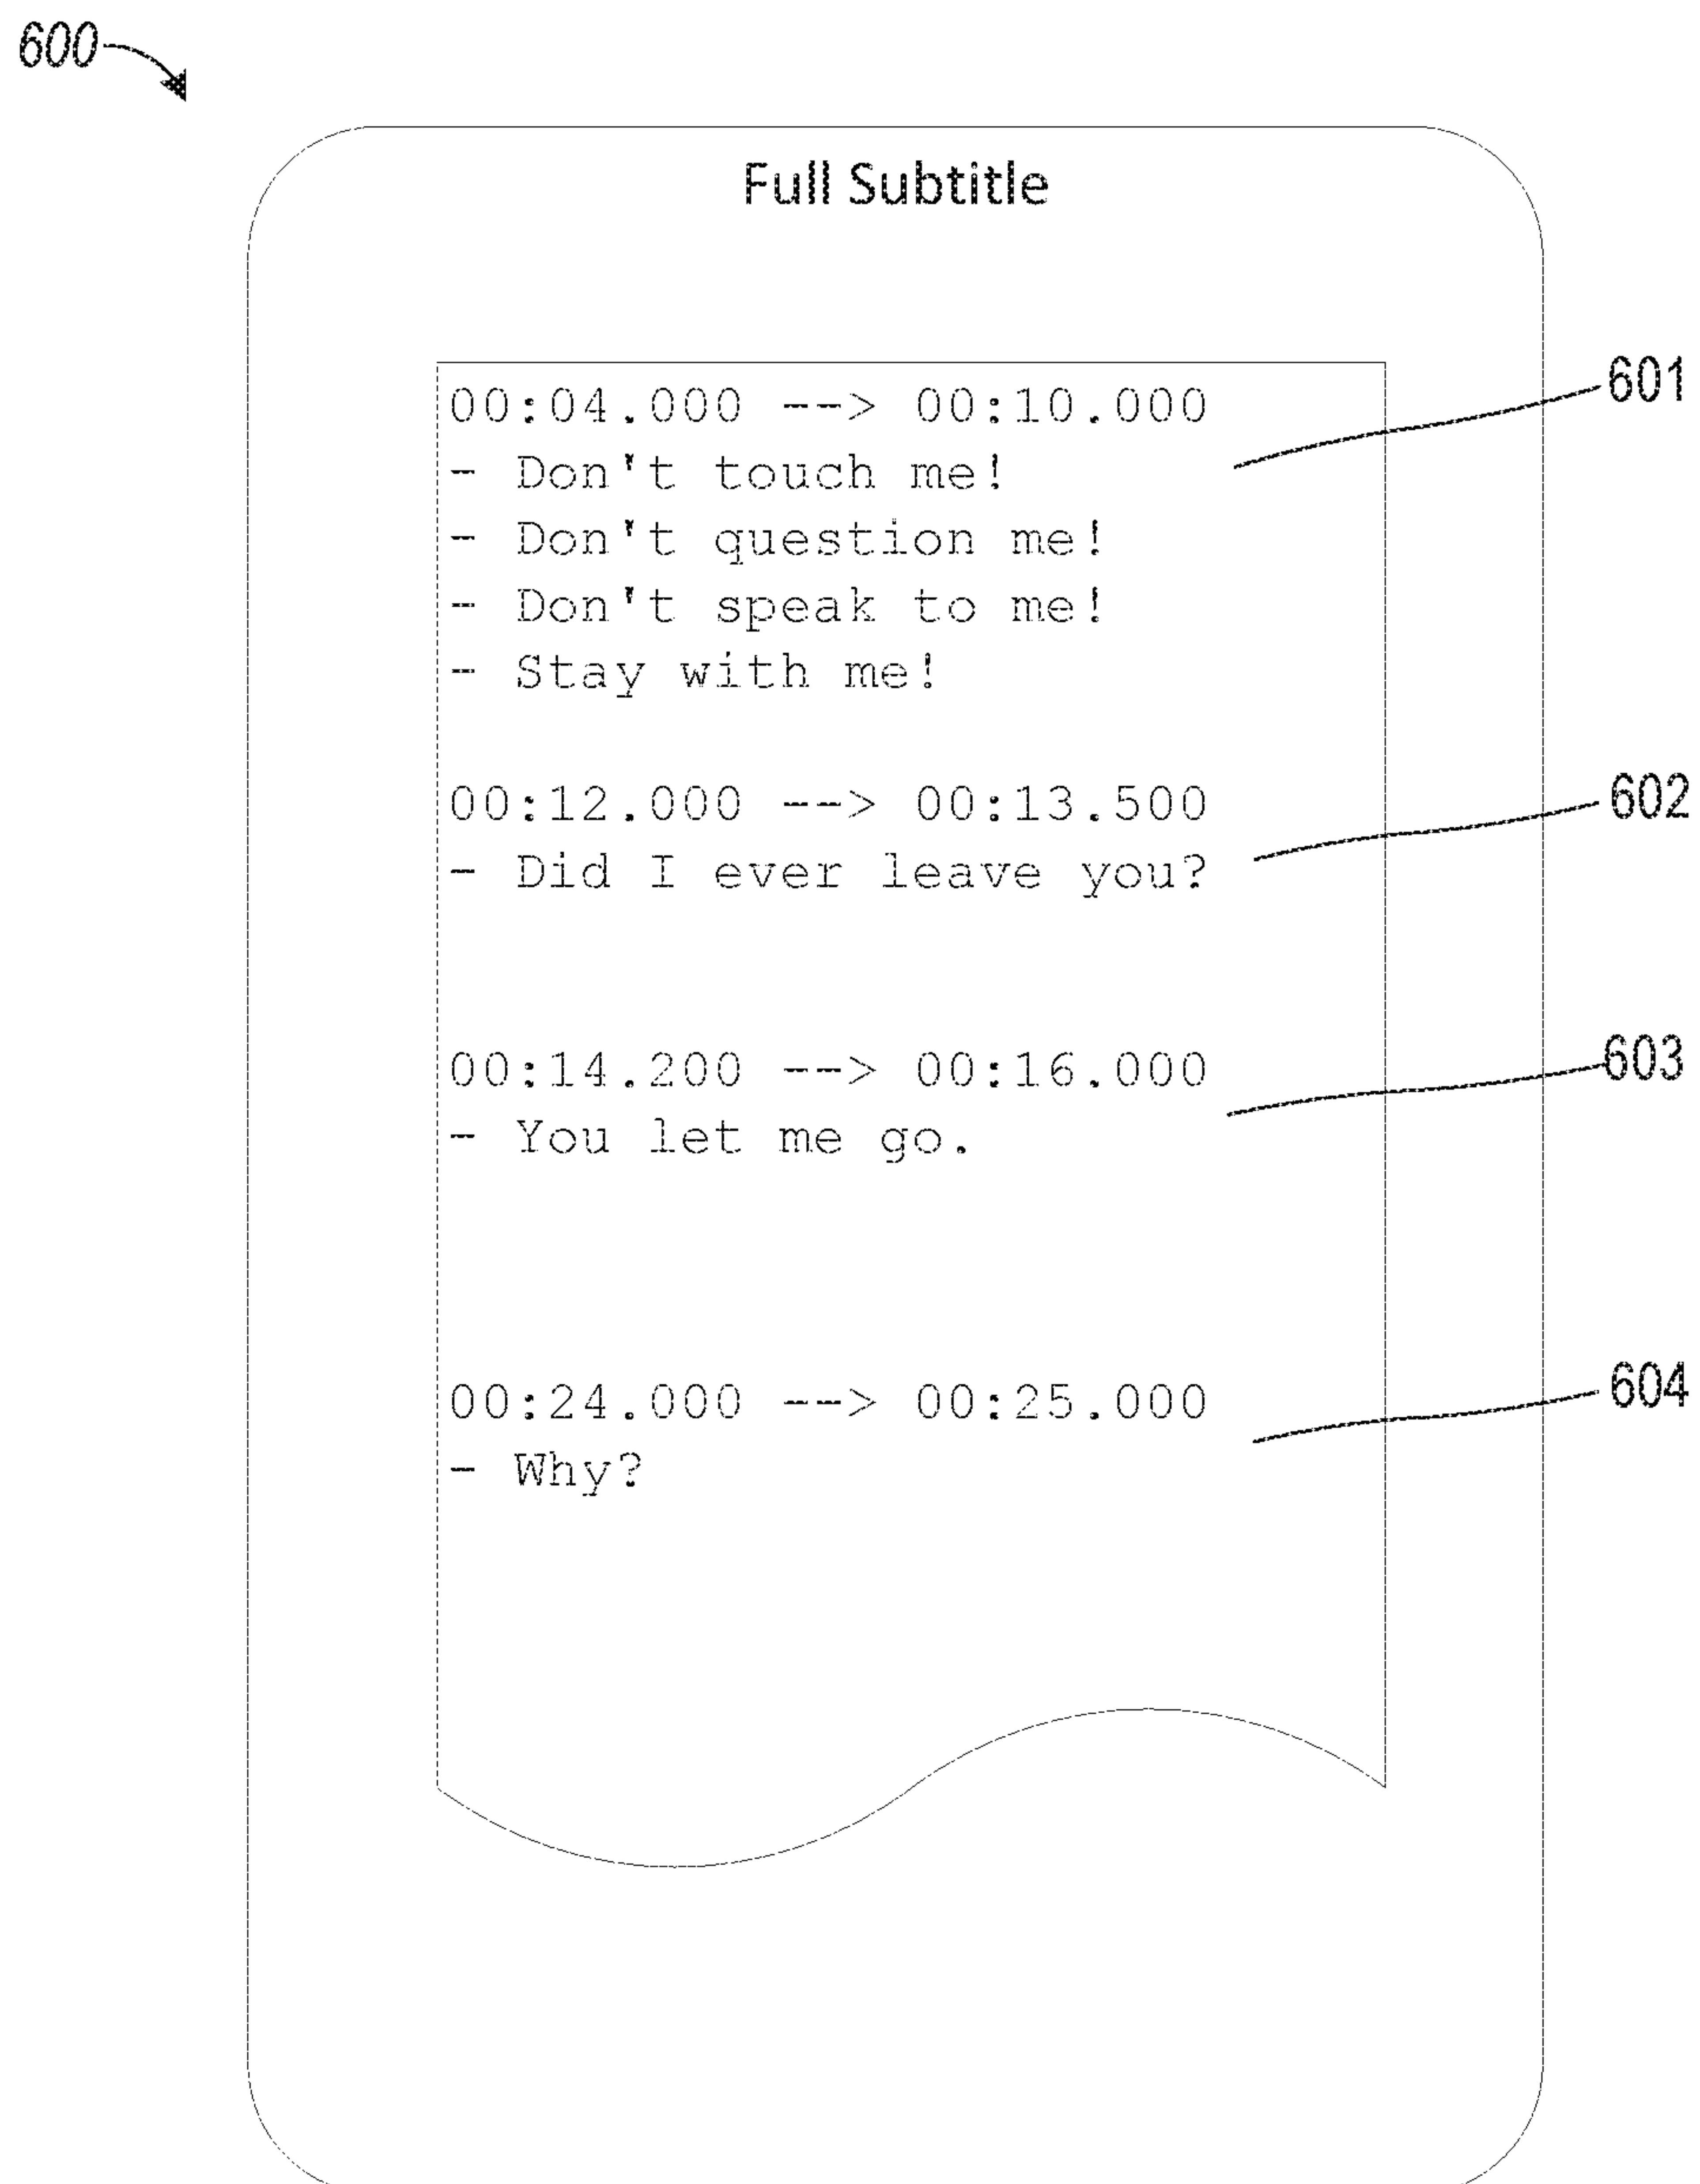 600
Full Subtitle
00:04.000 --> 00:10.000
601
- Don't touch me!
- Don't question me!
- Don't speak to me!
- Stay with me!
00:12.000 --> 00:13.500
602
- Did I ever leave you?
00:14.200 --> 00:16.000
603
- You let me go.
00:24.000 --> 00:25.000
604
- Why?